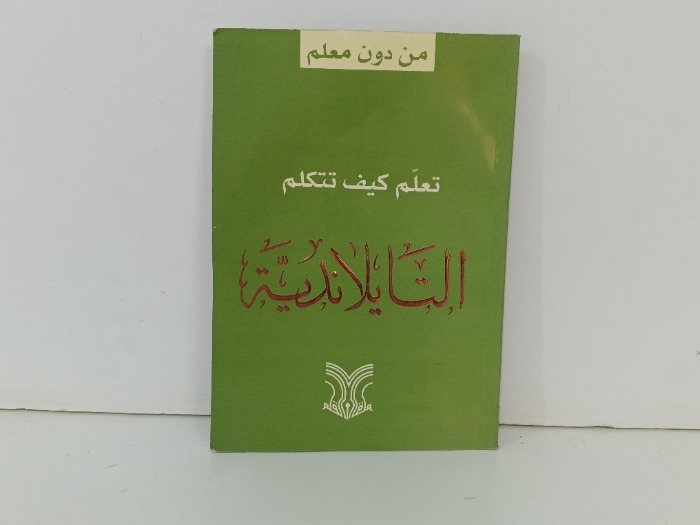 من دون معلم
تعلّم كيف تتكلم
التايلاندية